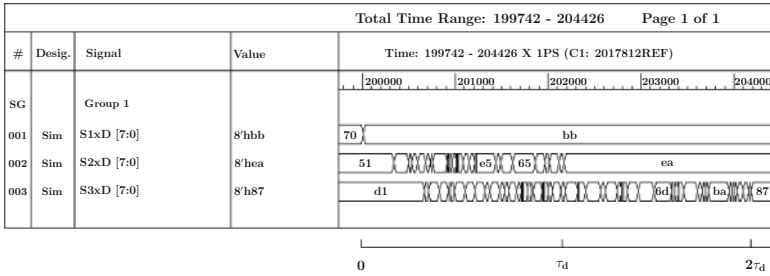 Total Time Range: 199742 - 204426 Page 1 of 1
# Desig. Signal Value Time: 199742 - 204426 X 1PS (C1: 2017812REF)
200000 201000 202000 203000 204000
SG Group 1
001 Sim S1xD [7:0] 8'hbb 70 bb
002 Sim S2xD [7:0] 8'hea 51 e5 65 ea
003 Sim S3xD [7:0] 8'h87 d1 6d ba 87
0 τd 2τd